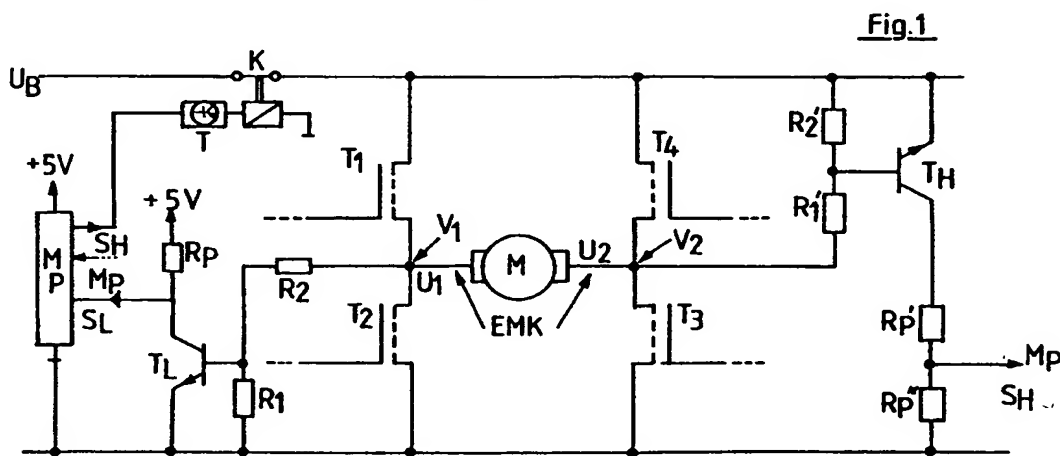 Fig.1
UB
K
T
+5V
+5V
MP
SH
MP
SL
RP
TL
R2
R1
T1
T2
V1
U1
M
EMK
U2
V2
T4
T3
R2'
R1'
TH
RP'
RP"
MP
SH